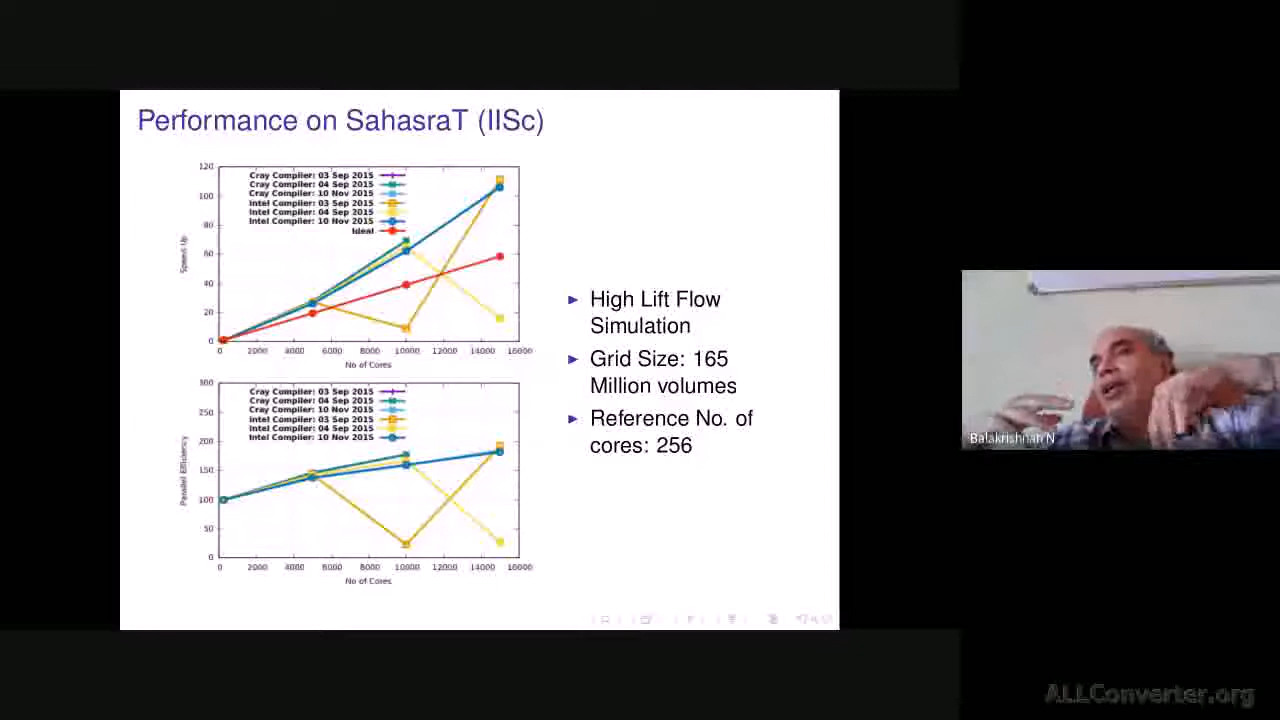 Performance on SahasraT (IISc)
120
100
80
60
40
20
0
Speed Up
Cray Compiler: 03 Sep 2015
Cray Compiler: 04 Sep 2015
Cray Compiler: 10 Nov 2015
Intel Compiler: 03 Sep 2015
Intel Compiler: 04 Sep 2015
Intel Compiler: 10 Nov 2015
Ideal
0 2000 4000 6000 8000 10000 12000 14000 16000
No of Cores
300
250
200
150
100
50
0
Parallel Efficiency
Cray Compiler: 03 Sep 2015
Cray Compiler: 04 Sep 2015
Cray Compiler: 10 Nov 2015
Intel Compiler: 03 Sep 2015
Intel Compiler: 04 Sep 2015
Intel Compiler: 10 Nov 2015
0 2000 4000 6000 8000 10000 12000 14000 16000
No of Cores
High Lift Flow
Simulation
Grid Size: 165
Million volumes
Reference No. of
cores: 256
Balakrishnan N
ALLConverter.org